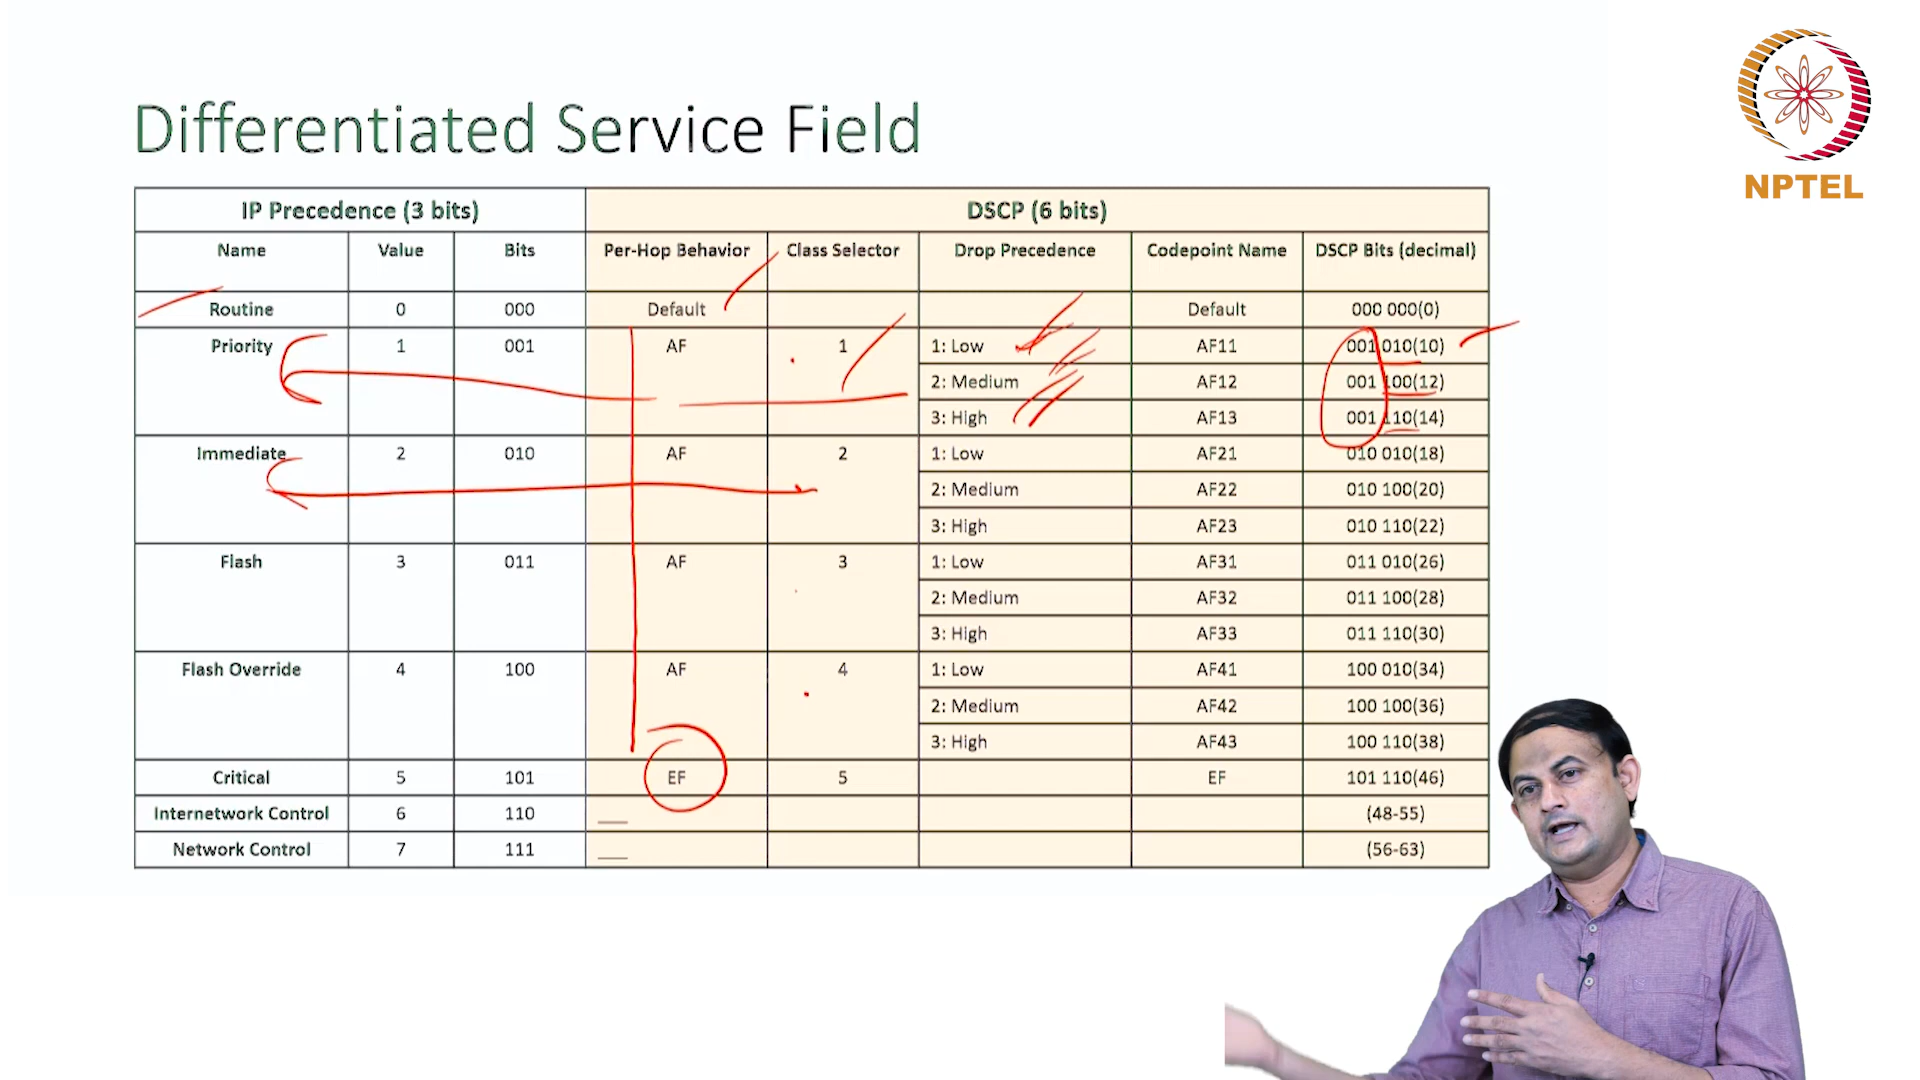 Differentiated Service Field
NPTEL
IP Precedence (3 bits) DSCP (6 bits)
Name Value Bits Per-Hop Behavior Class Selector Drop Precedence Codepoint Name DSCP Bits (decimal)
Routine 0 000 Default Default 000 000(0)
Priority 1 001 AF 1 1: Low AF11 001 010(10)
2: Medium AF12 001 100(12)
3: High AF13 001 110(14)
Immediate 2 010 AF 2 1: Low AF21 010 010(18)
2: Medium AF22 010 100(20)
3: High AF23 010 110(22)
Flash 3 011 AF 3 1: Low AF31 011 010(26)
2: Medium AF32 011 100(28)
3: High AF33 011 110(30)
Flash Override 4 100 AF 4 1: Low AF41 100 010(34)
2: Medium AF42 100 100(36)
3: High AF43 100 110(38)
Critical 5 101 EF 5 EF 101 110(46)
Internetwork Control 6 110 ___ (48-55)
Network Control 7 111 ___ (56-63)